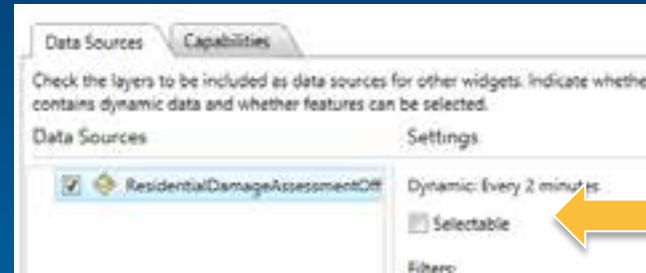 Data Sources Capabilities
Check the layers to be included as data sources for other widgets. Indicate whethe
contains dynamic data and whether features can be selected.
Data Sources Settings
ResidentialDamageAssessmentOff Dynamic: Every 2 minutes
Selectable
Filters: